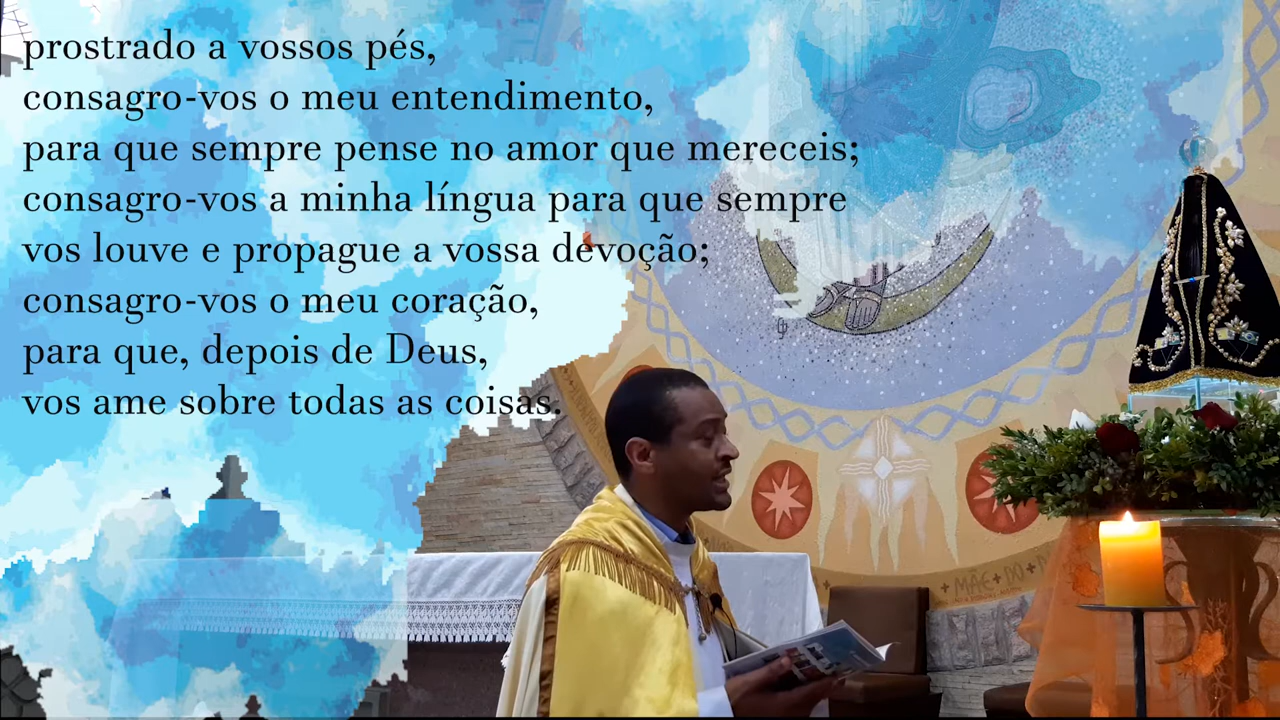 prostrado a vossos pés,
consagro-vos o meu entendimento,
para que sempre pense no amor que mereceis;
consagro-vos a minha língua para que sempre
vos louve e propague a vossa devoção;
consagro-vos o meu coração,
para que, depois de Deus,
vos ame sobre todas as coisas.
+ MÃE + DO +